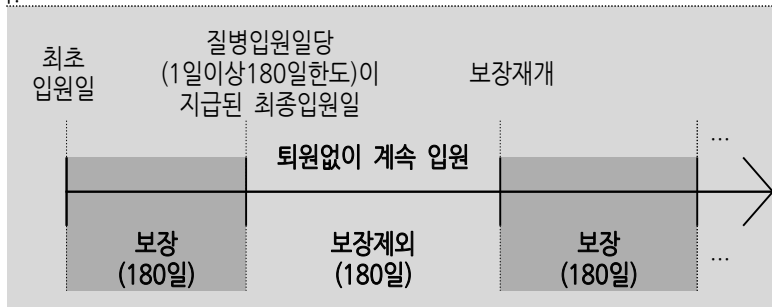 최초
입원일
질병입원일당
(1일이상180일한도)이
지급된 최종입원일
보장재개
퇴원없이 계속 입원
…
보장
(180일)
보장제외
(180일)
보장
(180일)
…